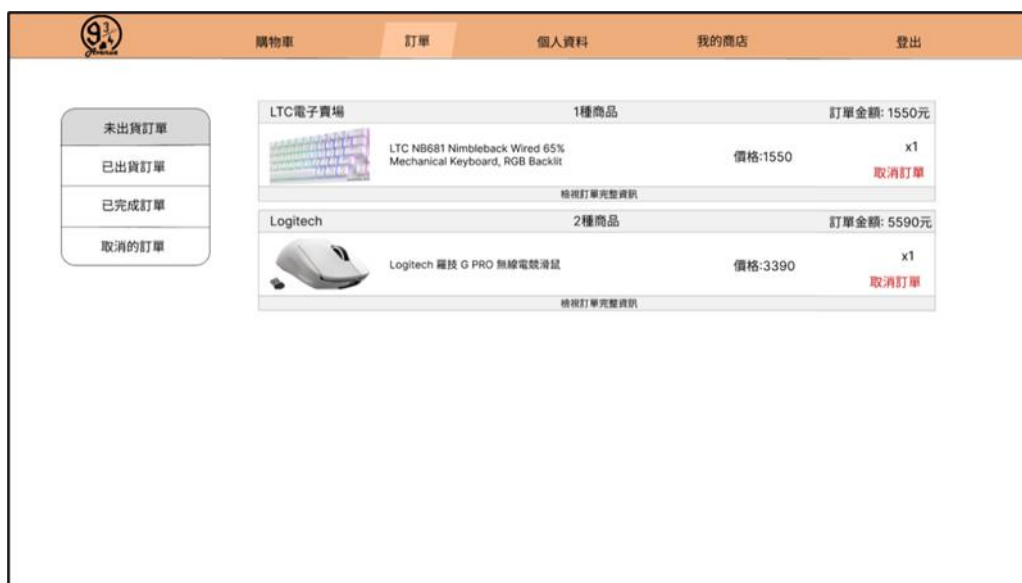 9 3/4
Avenue
購物車
訂單
個人資料
我的商店
登出
未出貨訂單
已出貨訂單
已完成訂單
取消的訂單
LTC電子賣場
1種商品
訂單金額: 1550元
LTC NB681 Nimbleback Wired 65%
Mechanical Keyboard, RGB Backlit
價格:1550
x1
取消訂單
檢視訂單完整資訊
Logitech
2種商品
訂單金額: 5590元
Logitech 羅技 G PRO 無線電競滑鼠
價格:3390
x1
取消訂單
檢視訂單完整資訊